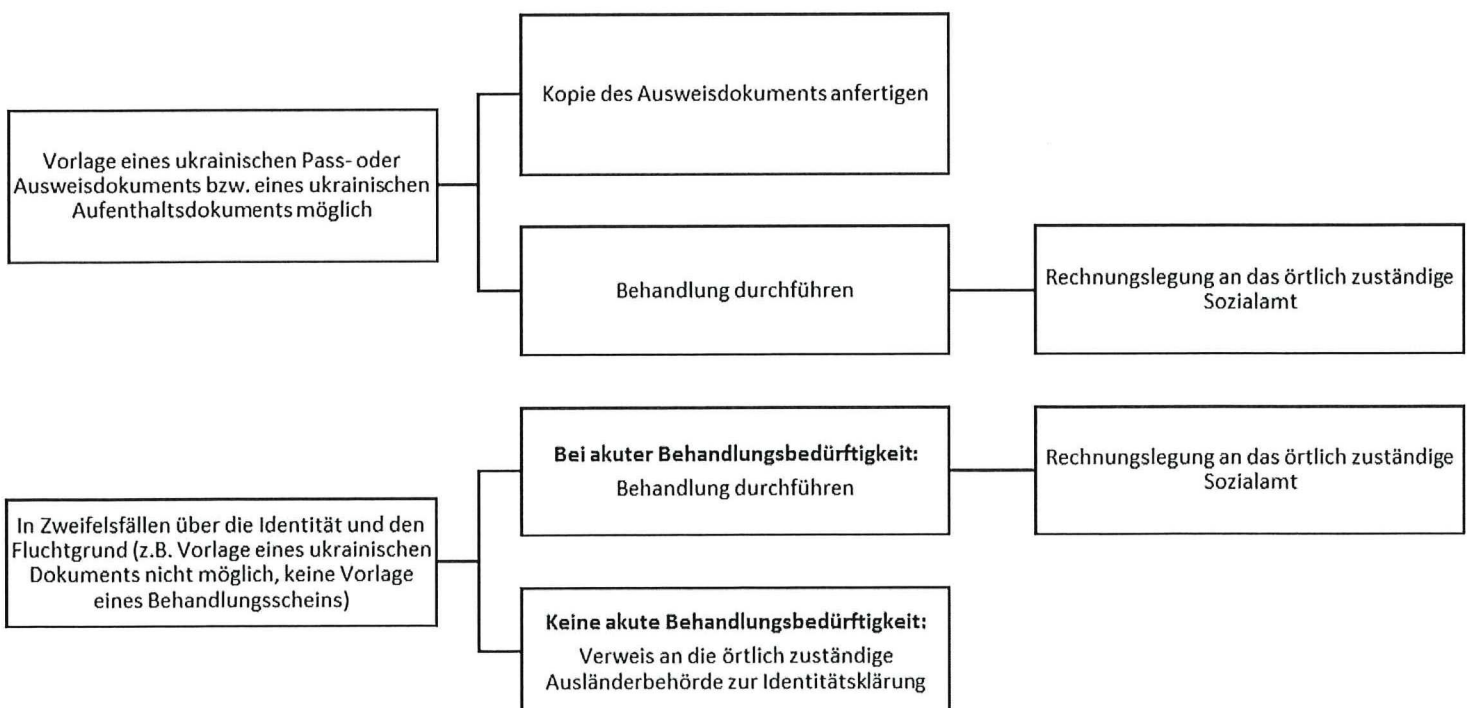 Vorlage eines ukrainischen Pass- oder
Ausweisdokuments bzw. eines ukrainischen
Aufenthaltsdokuments möglich
Kopie des Ausweisdokuments anfertigen
Behandlung durchführen
Rechnungslegung an das örtlich zuständige
Sozialamt
In Zweifelsfällen über die Identität und den
Fluchtgrund (z.B. Vorlage eines ukrainischen
Dokuments nicht möglich, keine Vorlage
eines Behandlungsscheins)
Bei akuter Behandlungsbedürftigkeit:
Behandlung durchführen
Rechnungslegung an das örtlich zuständige
Sozialamt
Keine akute Behandlungsbedürftigkeit:
Verweis an die örtlich zuständige
Ausländerbehörde zur Identitätsklärung